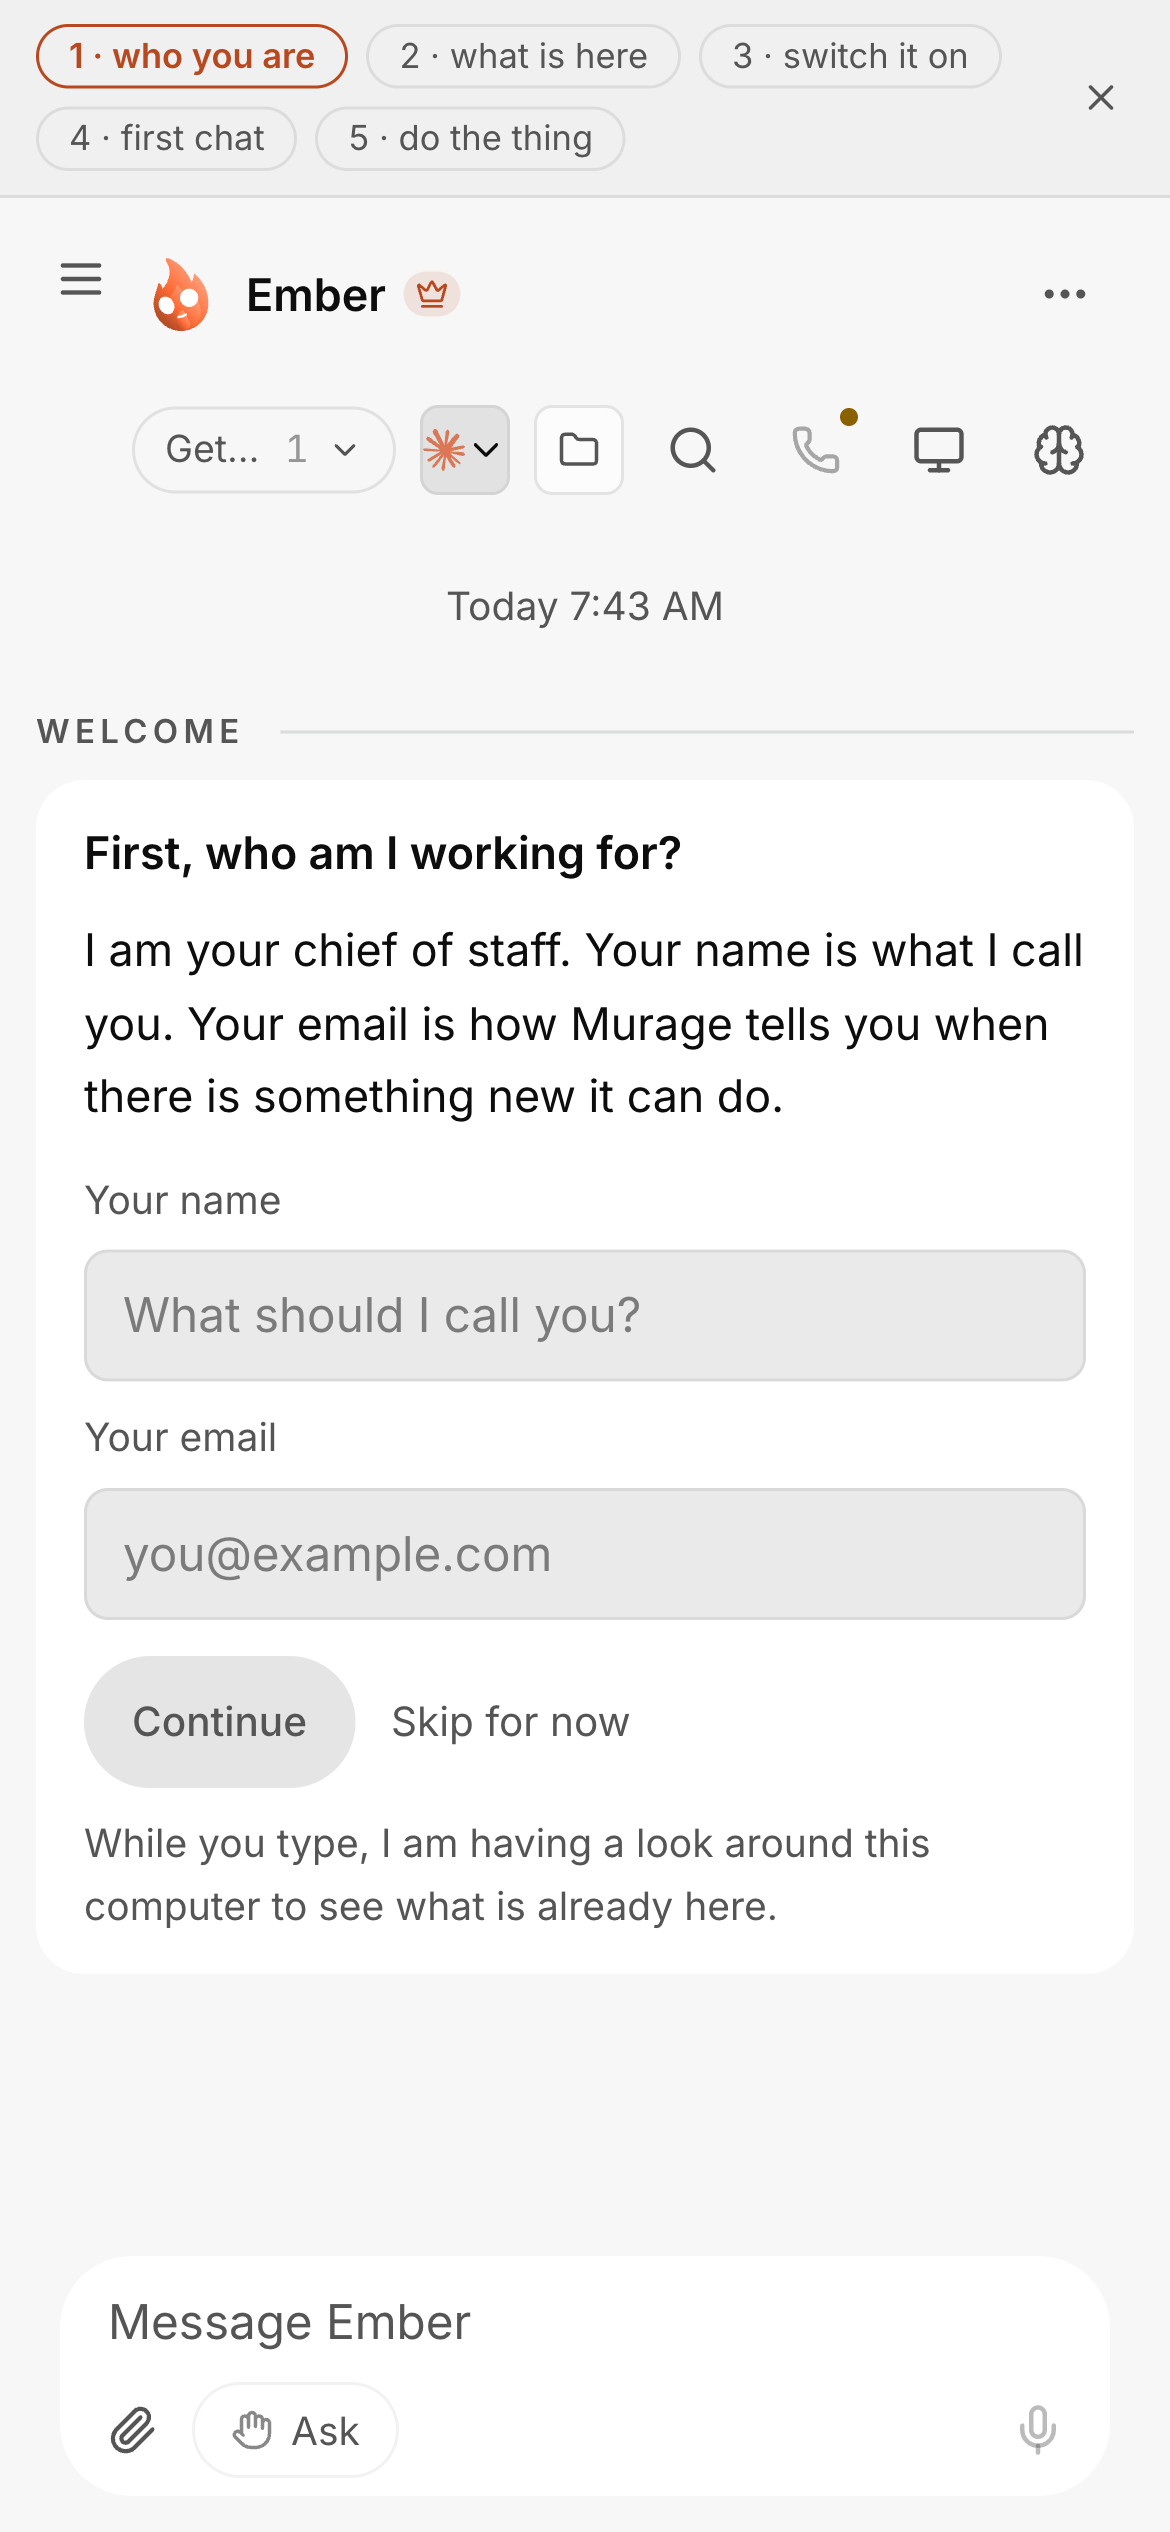 1 · who you are
2 · what is here
3 · switch it on
4 · first chat
5 · do the thing
Ember
Get... 1
Today 7:43 AM
WELCOME
First, who am I working for?
I am your chief of staff. Your name is what I call
you. Your email is how Murage tells you when
there is something new it can do.
Your name
What should I call you?
Your email
you@example.com
Continue
Skip for now
While you type, I am having a look around this
computer to see what is already here.
Message Ember
Ask